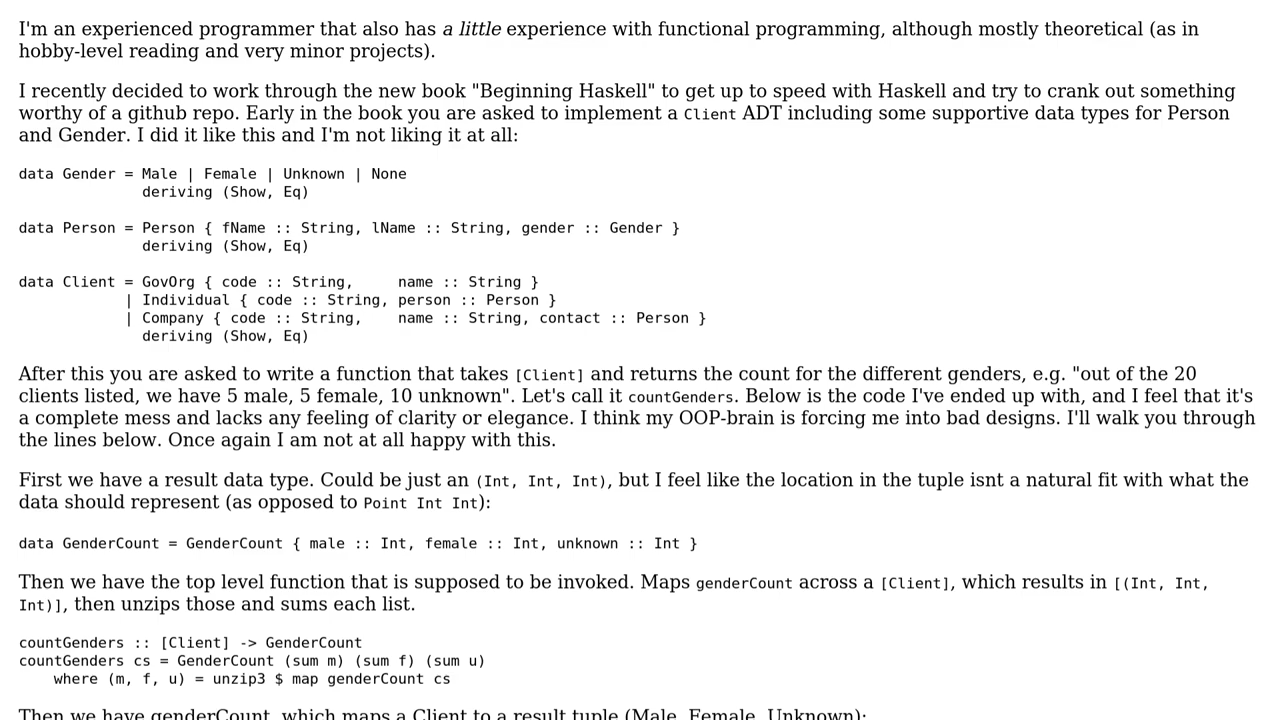 I'm an experienced programmer that also has a little experience with functional programming, although mostly theoretical (as in
hobby-level reading and very minor projects).
I recently decided to work through the new book "Beginning Haskell" to get up to speed with Haskell and try to crank out something
worthy of a github repo. Early in the book you are asked to implement a Client ADT including some supportive data types for Person
and Gender. I did it like this and I'm not liking it at all:
data Gender = Male | Female | Unknown | None
              deriving (Show, Eq)
data Person = Person { fName :: String, lName :: String, gender :: Gender }
              deriving (Show, Eq)
data Client = GovOrg { code :: String,     name :: String }
            | Individual { code :: String, person :: Person }
            | Company { code :: String,    name :: String, contact :: Person }
              deriving (Show, Eq)
After this you are asked to write a function that takes [Client] and returns the count for the different genders, e.g. "out of the 20
clients listed, we have 5 male, 5 female, 10 unknown". Let's call it countGenders. Below is the code I've ended up with, and I feel that it's
a complete mess and lacks any feeling of clarity or elegance. I think my OOP-brain is forcing me into bad designs. I'll walk you through
the lines below. Once again I am not at all happy with this.
First we have a result data type. Could be just an (Int, Int, Int), but I feel like the location in the tuple isnt a natural fit with what the
data should represent (as opposed to Point Int Int):
data GenderCount = GenderCount { male :: Int, female :: Int, unknown :: Int }
Then we have the top level function that is supposed to be invoked. Maps genderCount across a [Client], which results in [(Int, Int,
Int)], then unzips those and sums each list.
countGenders :: [Client] -> GenderCount
countGenders cs = GenderCount (sum m) (sum f) (sum u)
    where (m, f, u) = unzip3 $ map genderCount cs
Then we have genderCount, which maps a Client to a result tuple (Male, Female, Unknown):